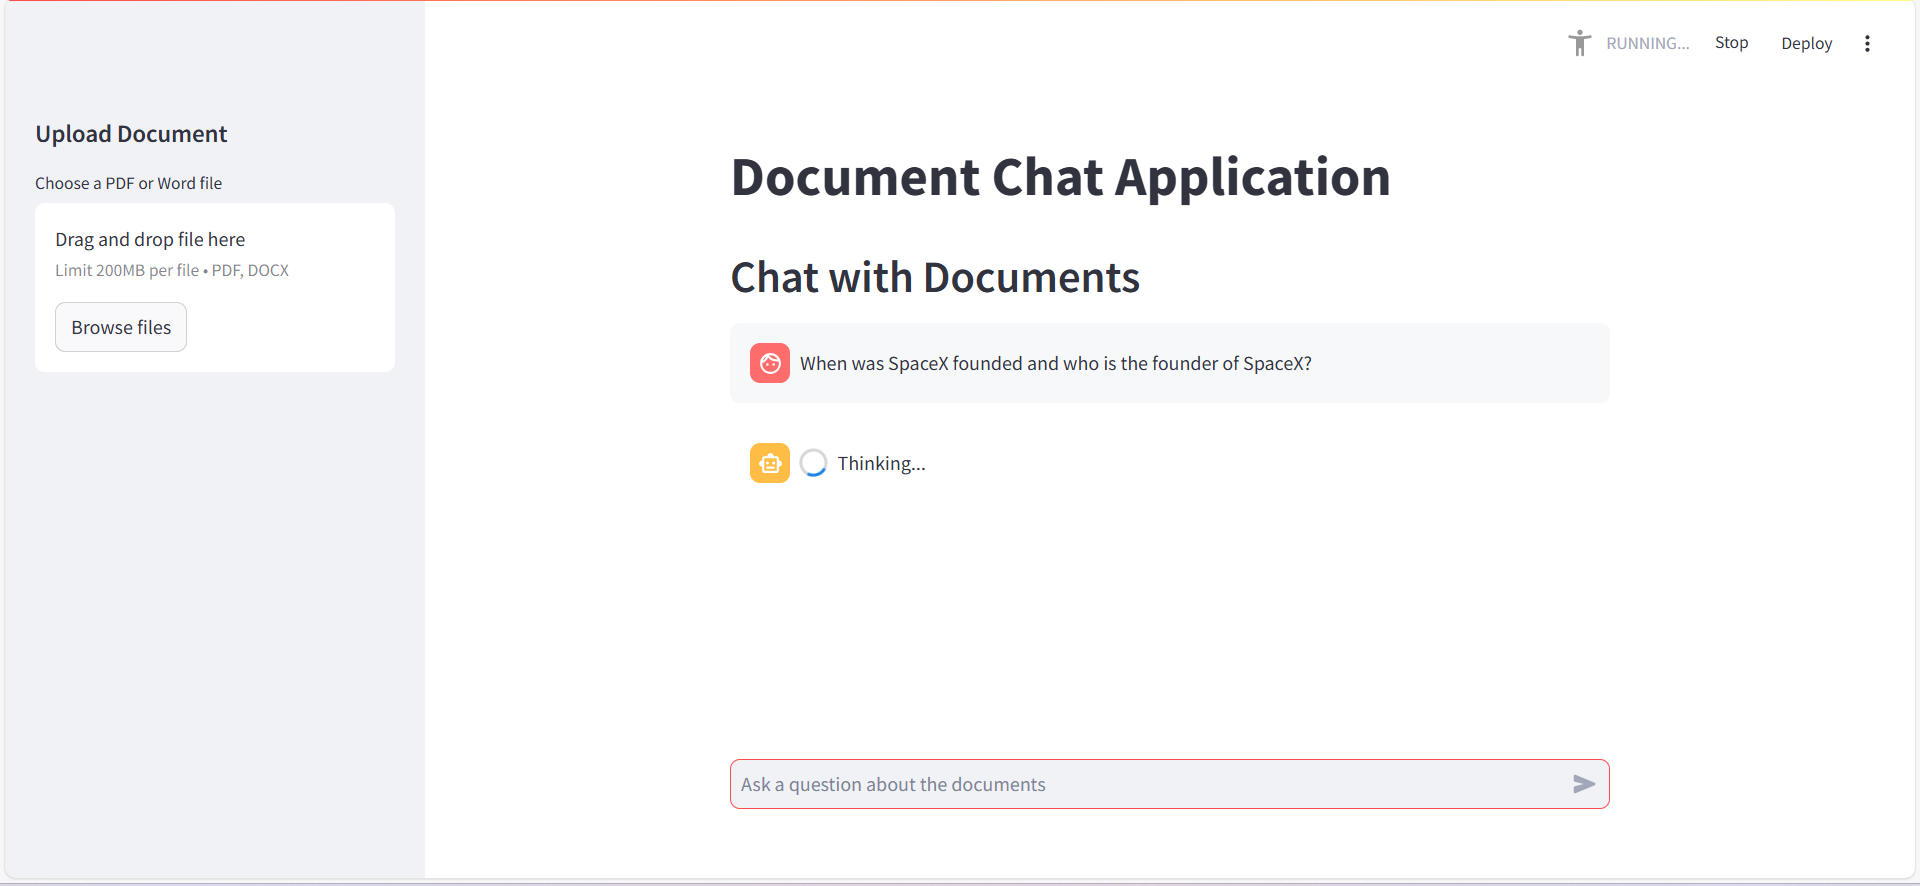 RUNNING...
Stop
Deploy
Upload Document
Choose a PDF or Word file
Drag and drop file here
Limit 200MB per file • PDF, DOCX
Browse files
Document Chat Application
Chat with Documents
When was SpaceX founded and who is the founder of SpaceX?
Thinking...
Ask a question about the documents